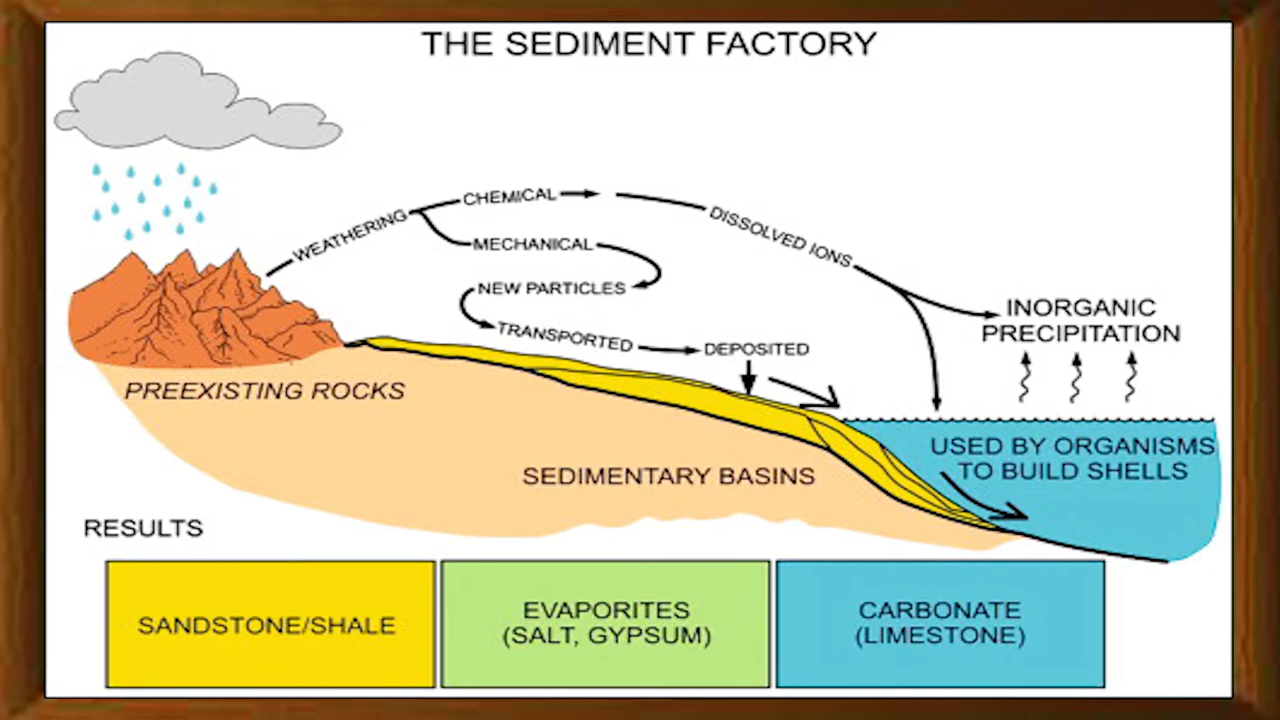 THE SEDIMENT FACTORY
WEATHERING
CHEMICAL
DISSOLVED IONS
MECHANICAL
NEW PARTICLES
TRANSPORTED
DEPOSITED
INORGANIC
PRECIPITATION
PREEXISTING ROCKS
USED BY ORGANISMS
TO BUILD SHELLS
SEDIMENTARY BASINS
RESULTS
SANDSTONE/SHALE
EVAPORITES
(SALT, GYPSUM)
CARBONATE
(LIMESTONE)